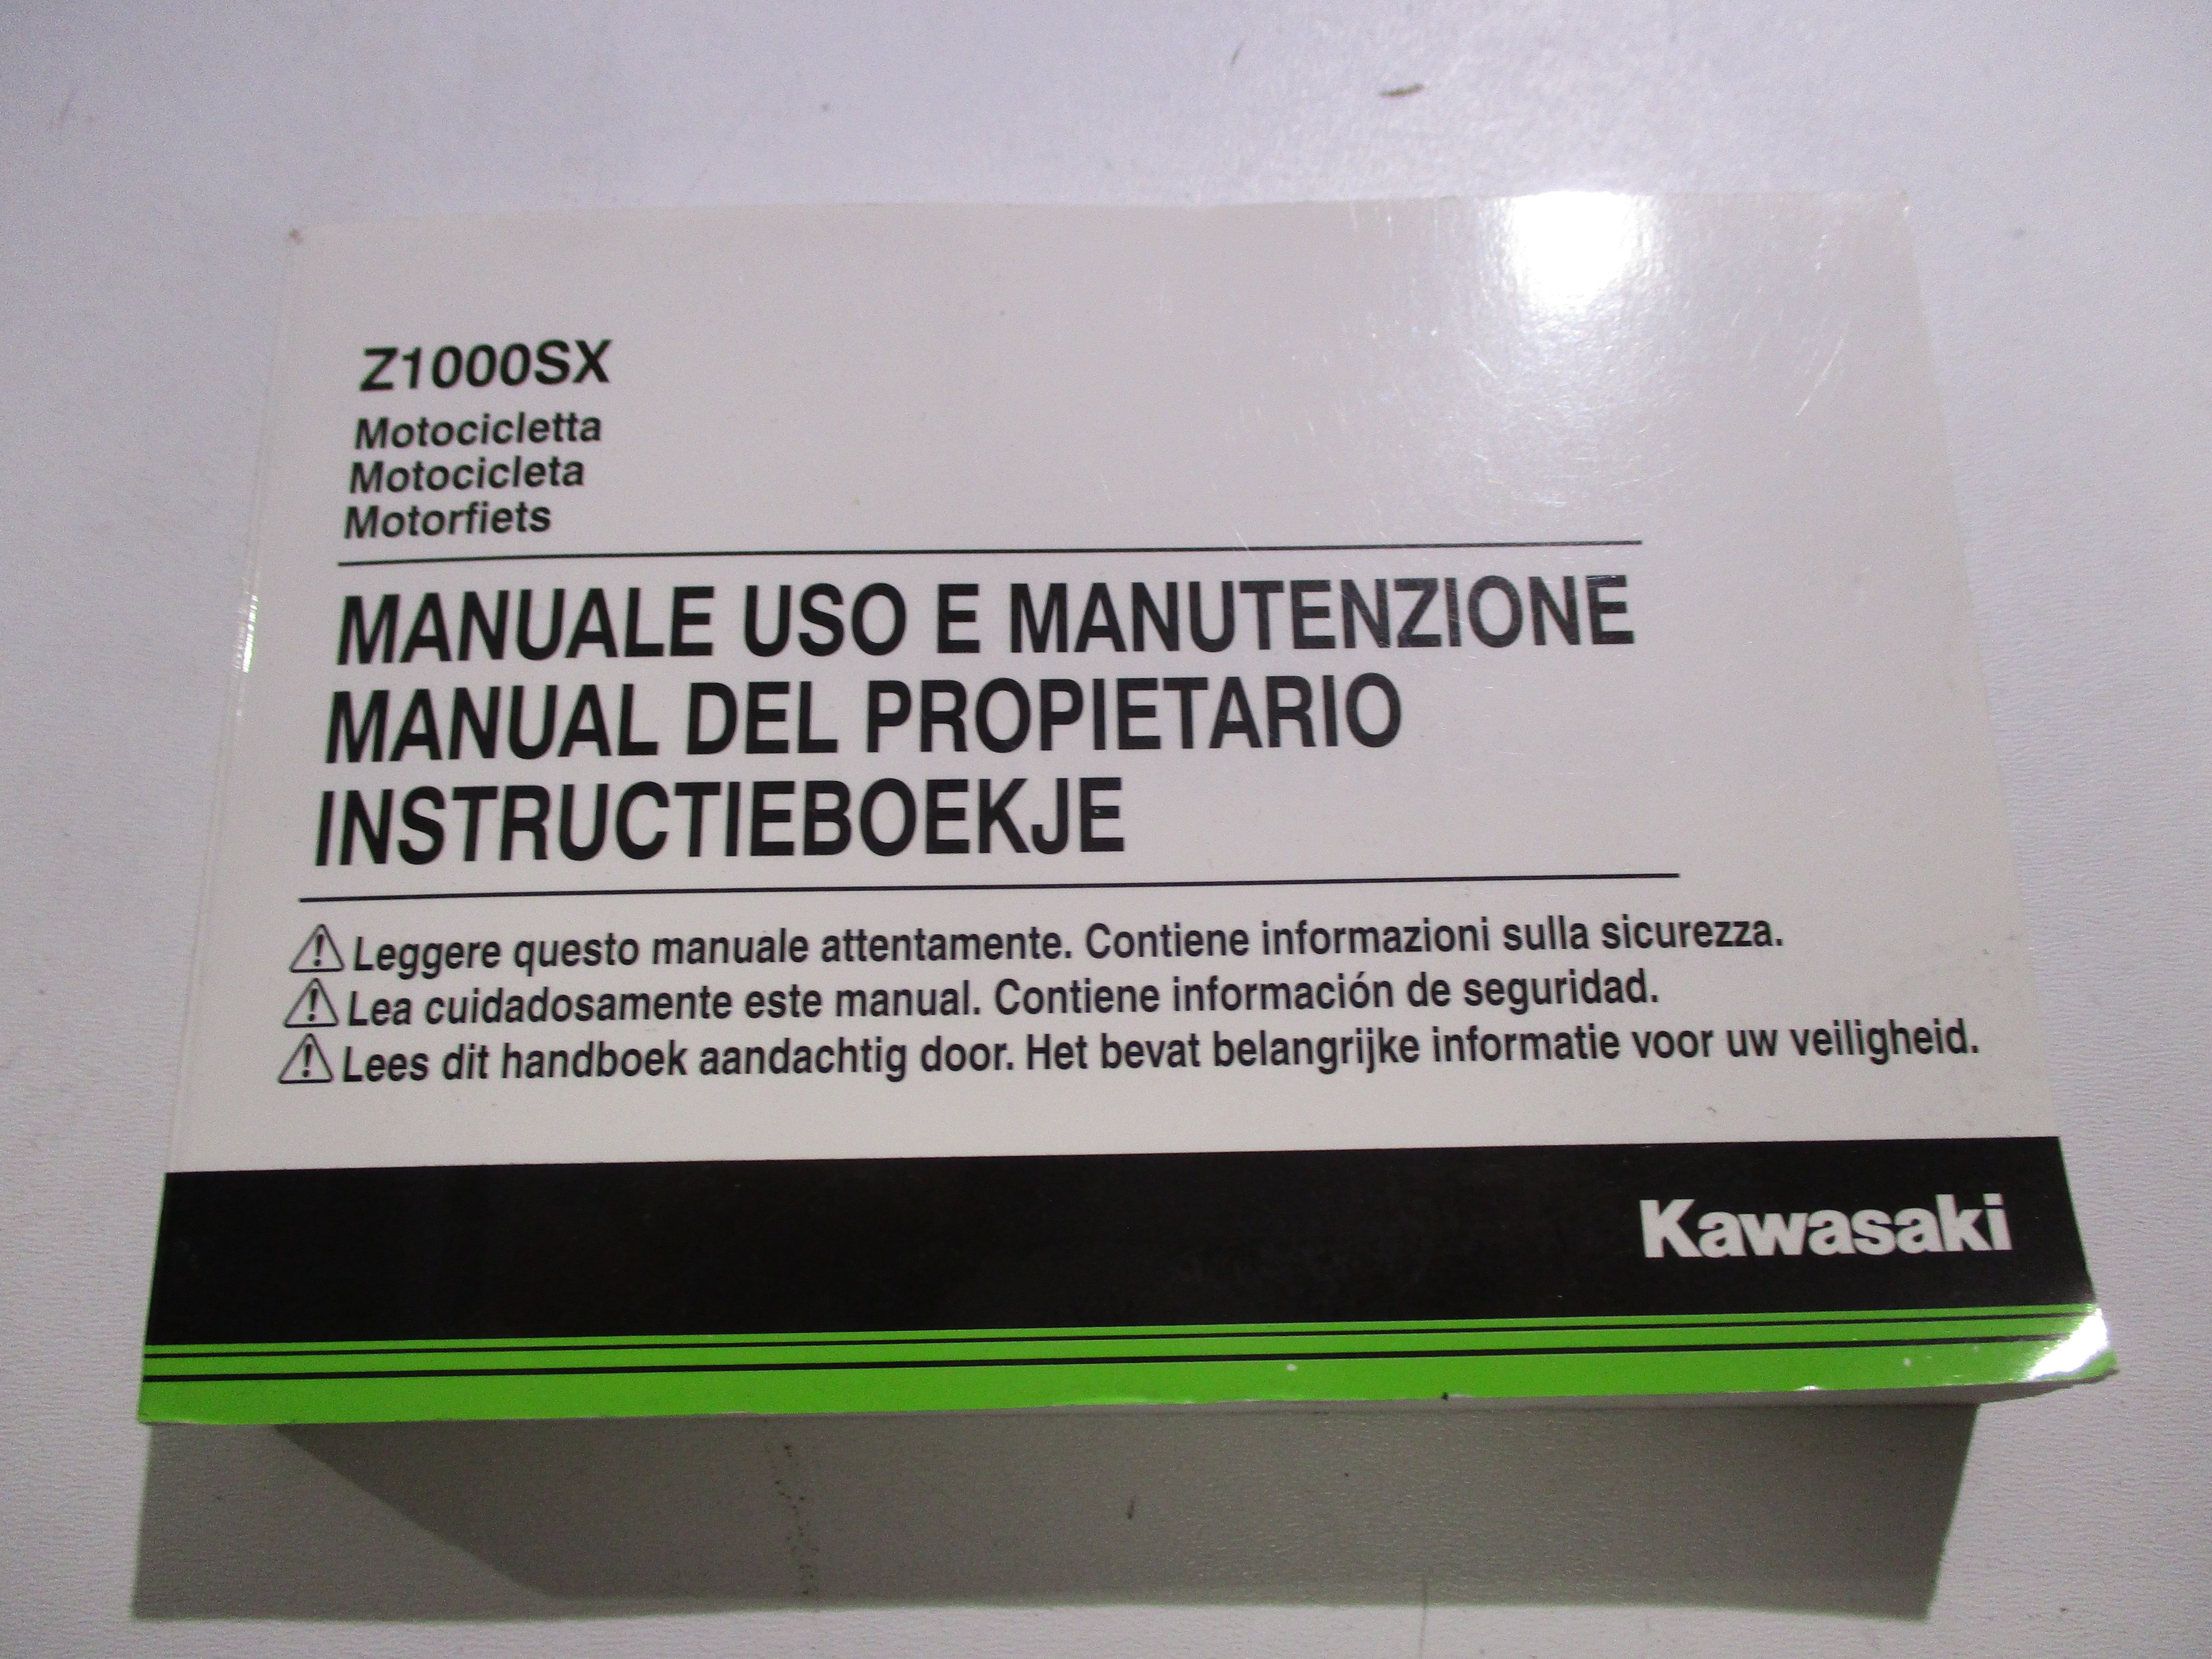 Z1000SX
Motocicletta
Motocicleta
Motorfiets
MANUALE USO E MANUTENZIONE
MANUAL DEL PROPIETARIO
INSTRUCTIEBOEKJE
Leggere questo manuale attentamente. Contiene informazioni sulla sicurezza.
Lea cuidadosamente este manual. Contiene información de seguridad.
Lees dit handboek aandachtig door. Het bevat belangrijke informatie voor uw veiligheid.
Kawasaki